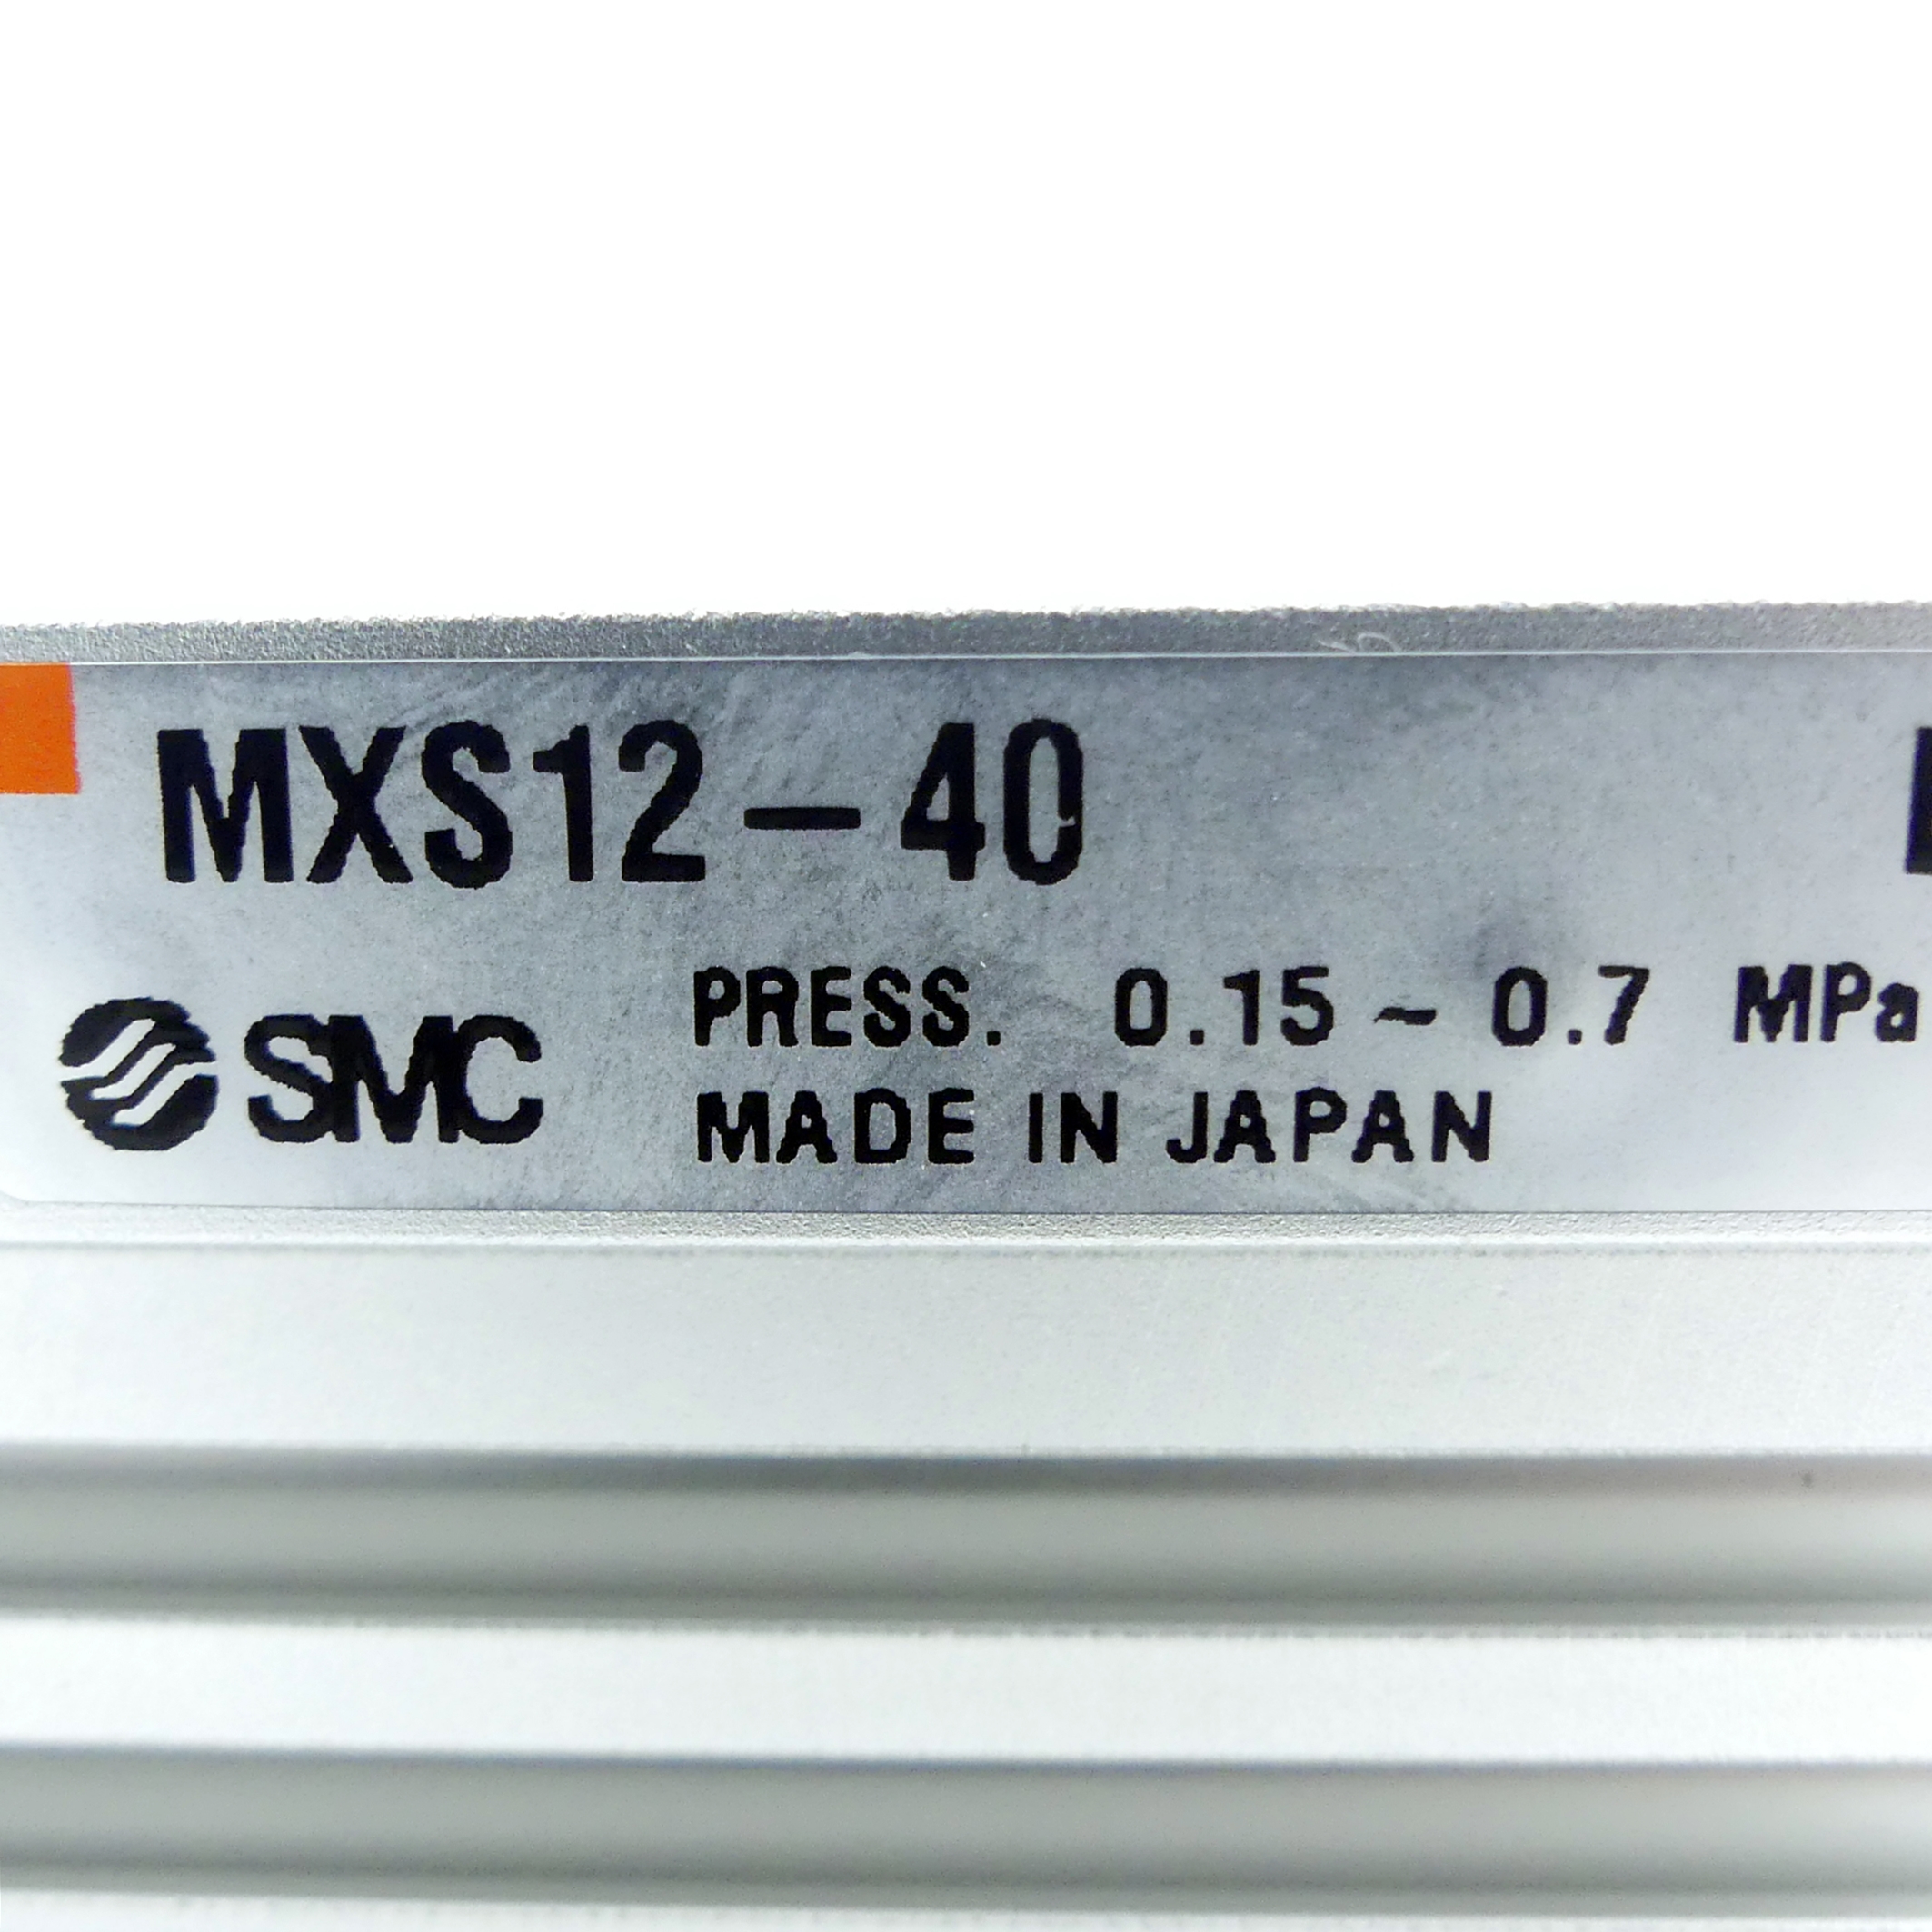 MXS12-40
SMC
PRESS. 0.15 ~ 0.7 MPa
MADE IN JAPAN